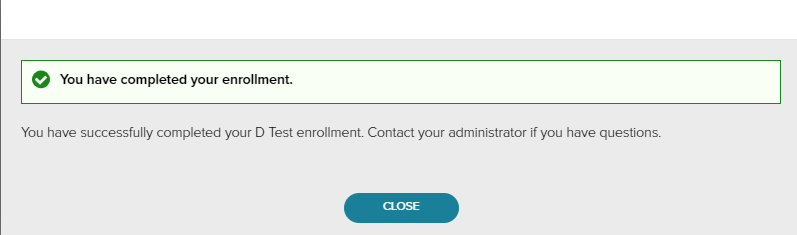 You have completed your enrollment.
You have successfully completed your D Test enrollment. Contact your administrator if you have questions.
CLOSE